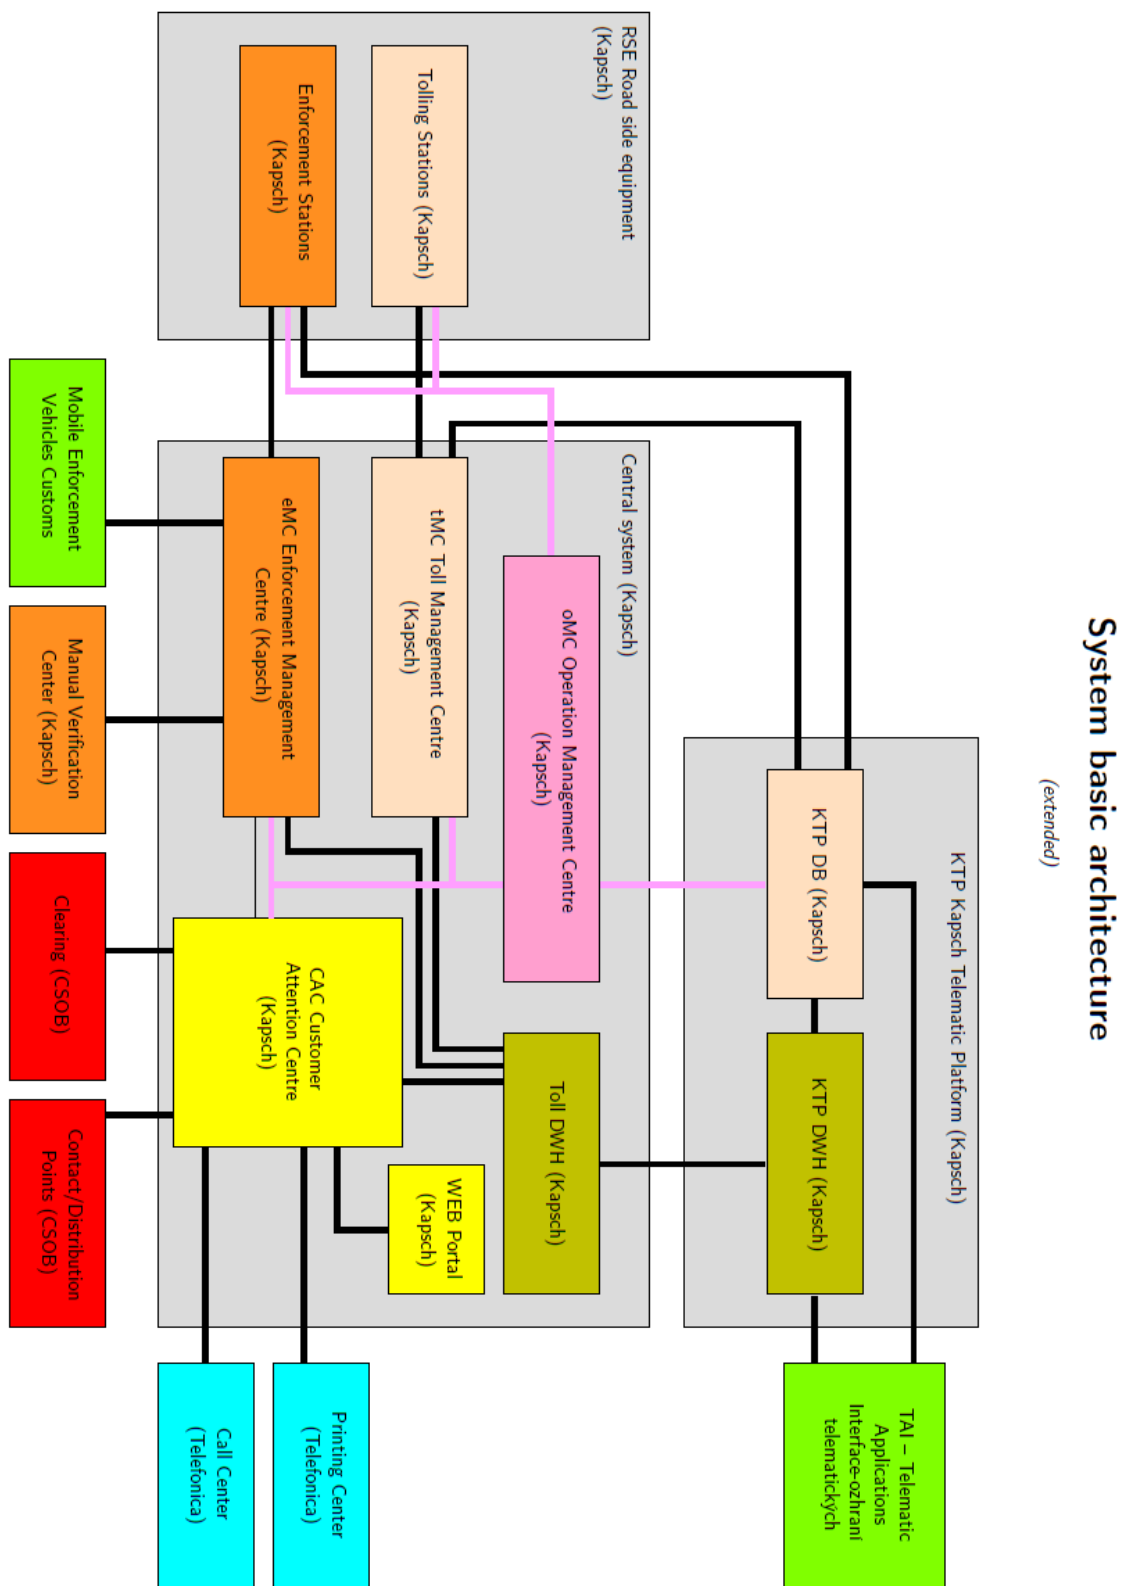 System basic architecture
(extended)
KTP Kapsch Telematic Platform (Kapsch)
KTP DB (Kapsch)
KTP DWH (Kapsch)
TAI – Telematic
Applications
Interface-ozhraní
telematických
RSE Road side equipment
(Kapsch)
Tolling Stations (Kapsch)
Enforcement Stations
(Kapsch)
Central system (Kapsch)
oMC Operation Management Centre
(Kapsch)
Toll DWH (Kapsch)
tMC Toll Management Centre
(Kapsch)
WEB Portal
(Kapsch)
eMC Enforcement Management
Centre (Kapsch)
CAC Customer
Attention Centre
(Kapsch)
Printing Center
(Telefonica)
Call Center
(Telefonica)
Mobile Enforcement
Vehicles Customs
Manual Verification
Center (Kapsch)
Clearing (CSOB)
Contact/Distribution
Points (CSOB)